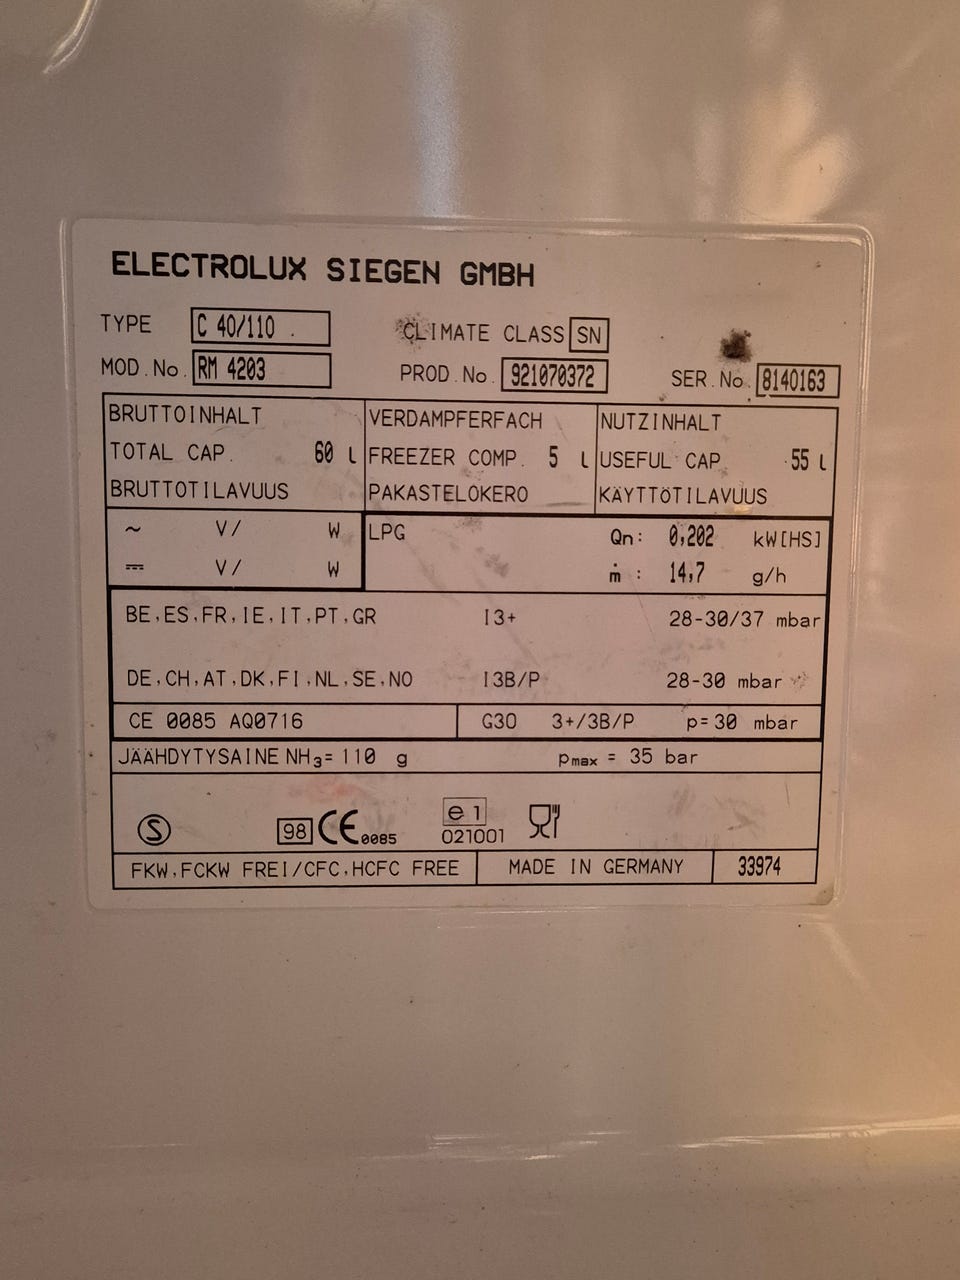 ELECTROLUX SIEGEN GMBH
TYPE C 40/110 . CLIMATE CLASS SN
MOD.No. RM 4203 PROD.No. 921070372 SER.No. 8140163
BRUTTOINHALT VERDAMPFERFACH NUTZINHALT
TOTAL CAP. 60 l FREEZER COMP. 5 l USEFUL CAP. 55 l
BRUTTOTILAVUUS PAKASTELOKERO KÄYTTÖTILAVUUS
~ V/ W LPG Qn: 0,202 kW[HS]
⎓ V/ W ṁ : 14,7 g/h
BE,ES,FR,IE,IT,PT,GR I3+ 28-30/37 mbar
DE,CH,AT,DK,FI,NL,SE,NO I3B/P 28-30 mbar
CE 0085 AQ0716 G30 3+/3B/P p=30 mbar
JÄÄHDYTYSAINE NH₃= 110 g pmax = 35 bar
S 98 CE 0085 e1
021001
FKW,FCKW FREI/CFC,HCFC FREE MADE IN GERMANY 33974